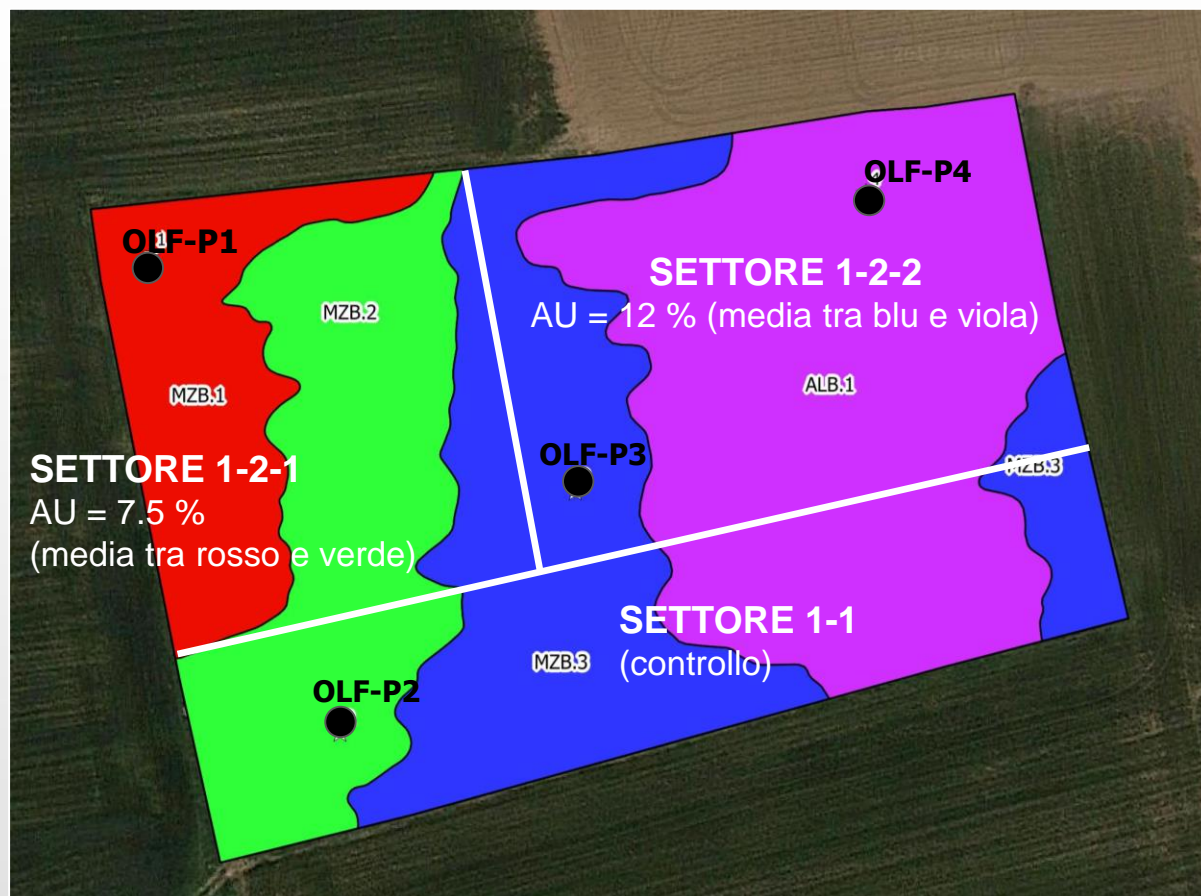 OLF-P4
OLF-P1
1
SETTORE 1-2-2
AU = 12 % (media tra blu e viola)
MZB.2
ALB.1
MZB.1
OLF-P3
MZB.3
SETTORE 1-2-1
AU = 7.5 %
(media tra rosso e verde)
SETTORE 1-1
(controllo)
MZB.3
OLF-P2